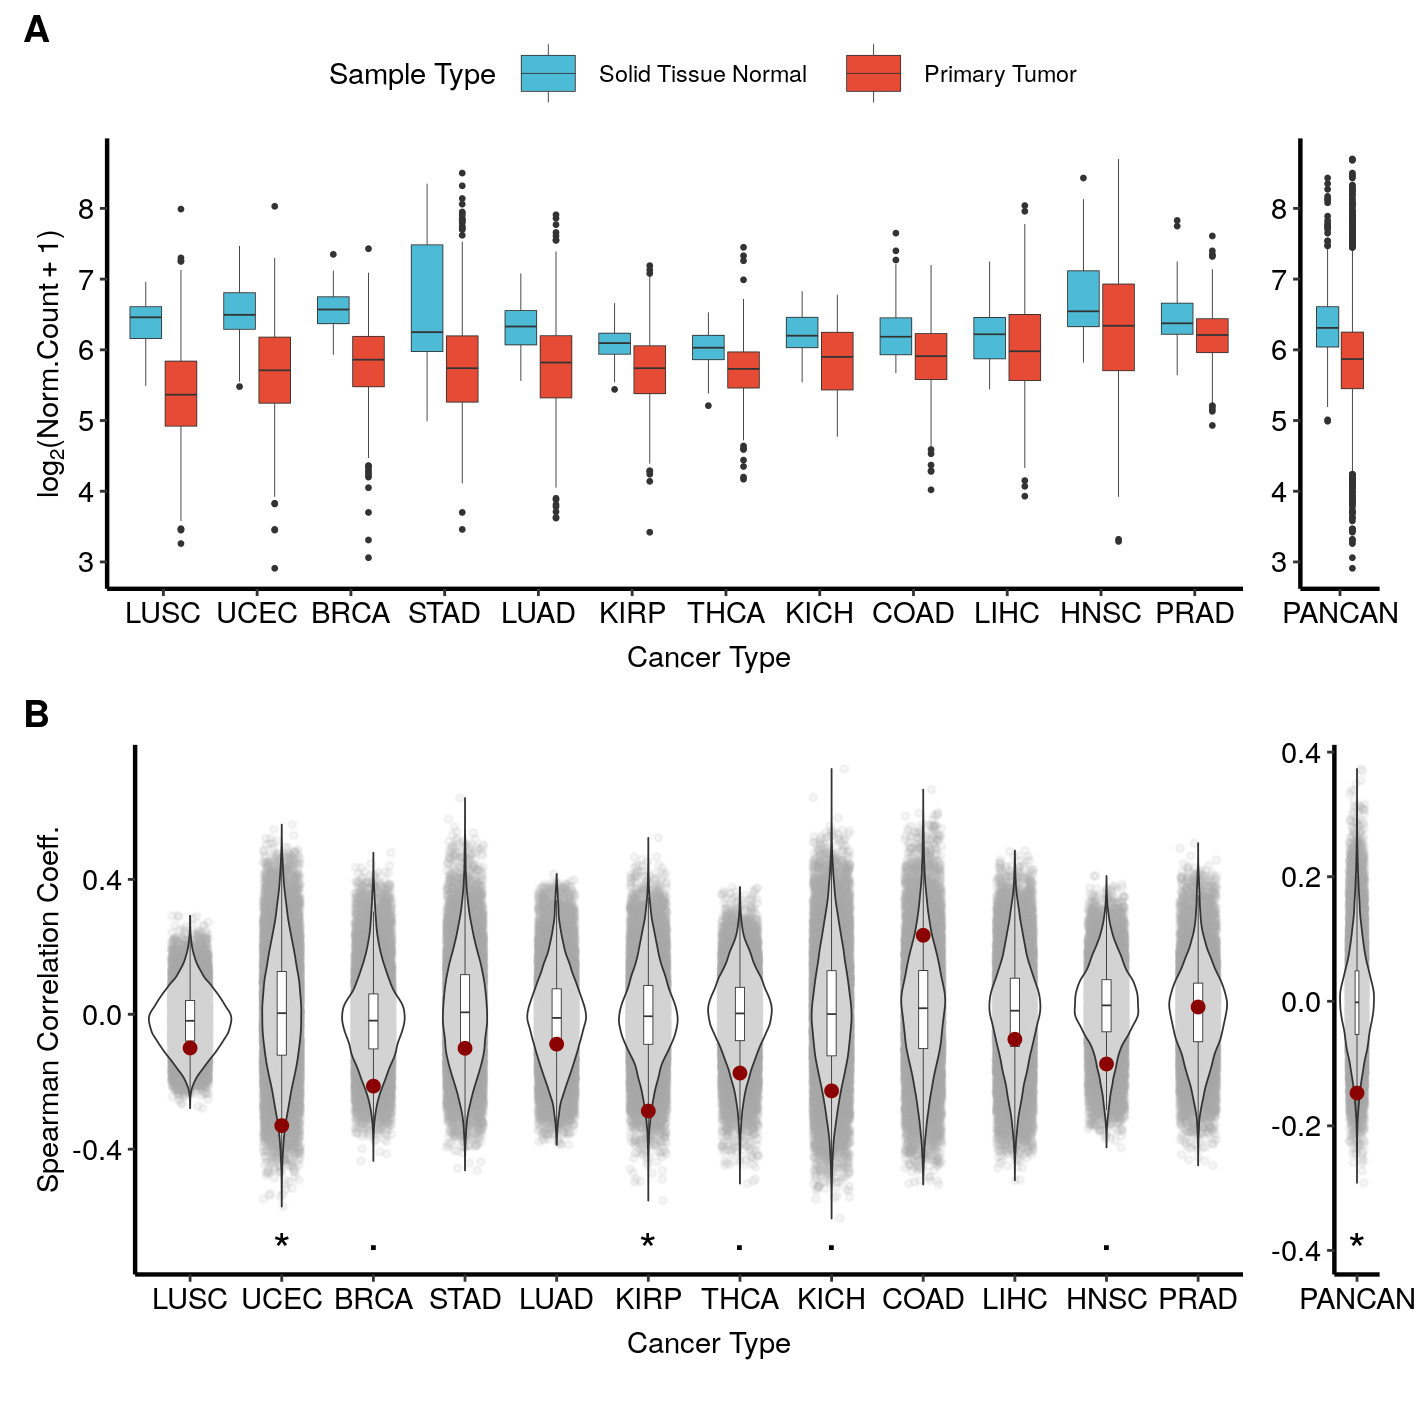 A
Sample Type Solid Tissue Normal Primary Tumor
log2(Norm.Count + 1)
8
7
6
5
4
3
8
7
6
5
4
3
LUSC UCEC BRCA STAD LUAD KIRP THCA KICH COAD LIHC HNSC PRAD PANCAN
Cancer Type
B
Spearman Correlation Coeff.
0.4
0.0
-0.4
0.4
0.2
0.0
-0.2
-0.4
* . * . . . *
LUSC UCEC BRCA STAD LUAD KIRP THCA KICH COAD LIHC HNSC PRAD PANCAN
Cancer Type